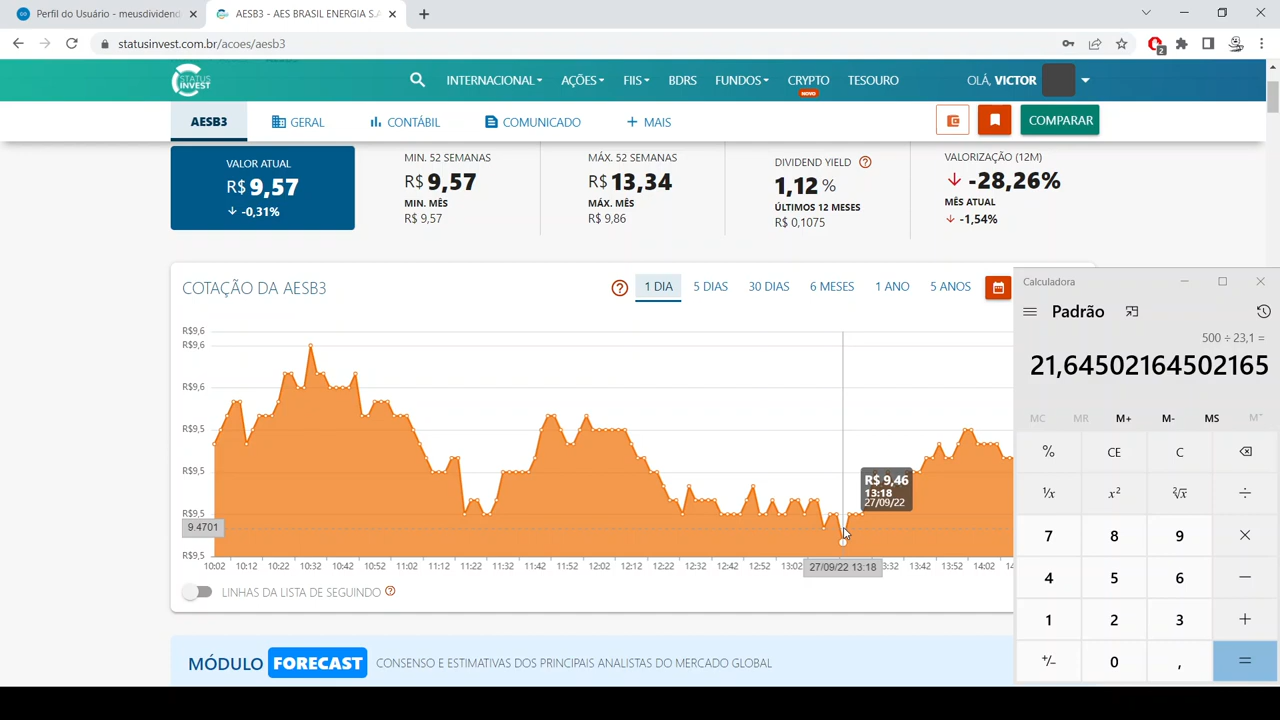 Perfil do Usuário - meusdividend
AESB3 - AES BRASIL ENERGIA S.A
statusinvest.com.br/acoes/aesb3
2
STATUS INVEST
INTERNACIONAL
AÇÕES
FIIS
BDRS
FUNDOS
CRYPTO
NOVO
TESOURO
OLÁ, VICTOR
AESB3
GERAL
CONTÁBIL
COMUNICADO
+ MAIS
COMPARAR
VALOR ATUAL
R$ 9,57
-0,31%
MIN. 52 SEMANAS
R$ 9,57
MIN. MÊS
R$ 9,57
MÁX. 52 SEMANAS
R$ 13,34
MÁX. MÊS
R$ 9,86
DIVIDEND YIELD ?
1,12 %
ÚLTIMOS 12 MESES
R$ 0,1075
VALORIZAÇÃO (12M)
-28,26%
MÊS ATUAL
-1,54%
COTAÇÃO DA AESB3
?
1 DIA
5 DIAS
30 DIAS
6 MESES
1 ANO
5 ANOS
R$9,6
R$9,6
R$9,6
R$9,5
R$9,5
R$9,5
9.4701
R$9,5
R$ 9,46
13:18
27/09/22
10:02 10:12 10:22 10:32 10:42 10:52 11:02 11:12 11:22 11:32 11:42 11:52 12:02 12:12 12:22 12:32 12:42 12:52 13:02 27/09/22 13:18 3:32 13:42 13:52 14:02
LINHAS DA LISTA DE SEGUINDO ?
MÓDULO FORECAST CONSENSO E ESTIMATIVAS DOS PRINCIPAIS ANALISTAS DO MERCADO GLOBAL
Calculadora
Padrão
500 ÷ 23,1 =
21,64502164502165
MC MR M+ M- MS M˅
% CE C
¹/x x² ²√x ÷
7 8 9 ×
4 5 6 −
1 2 3 +
+/- 0 , =